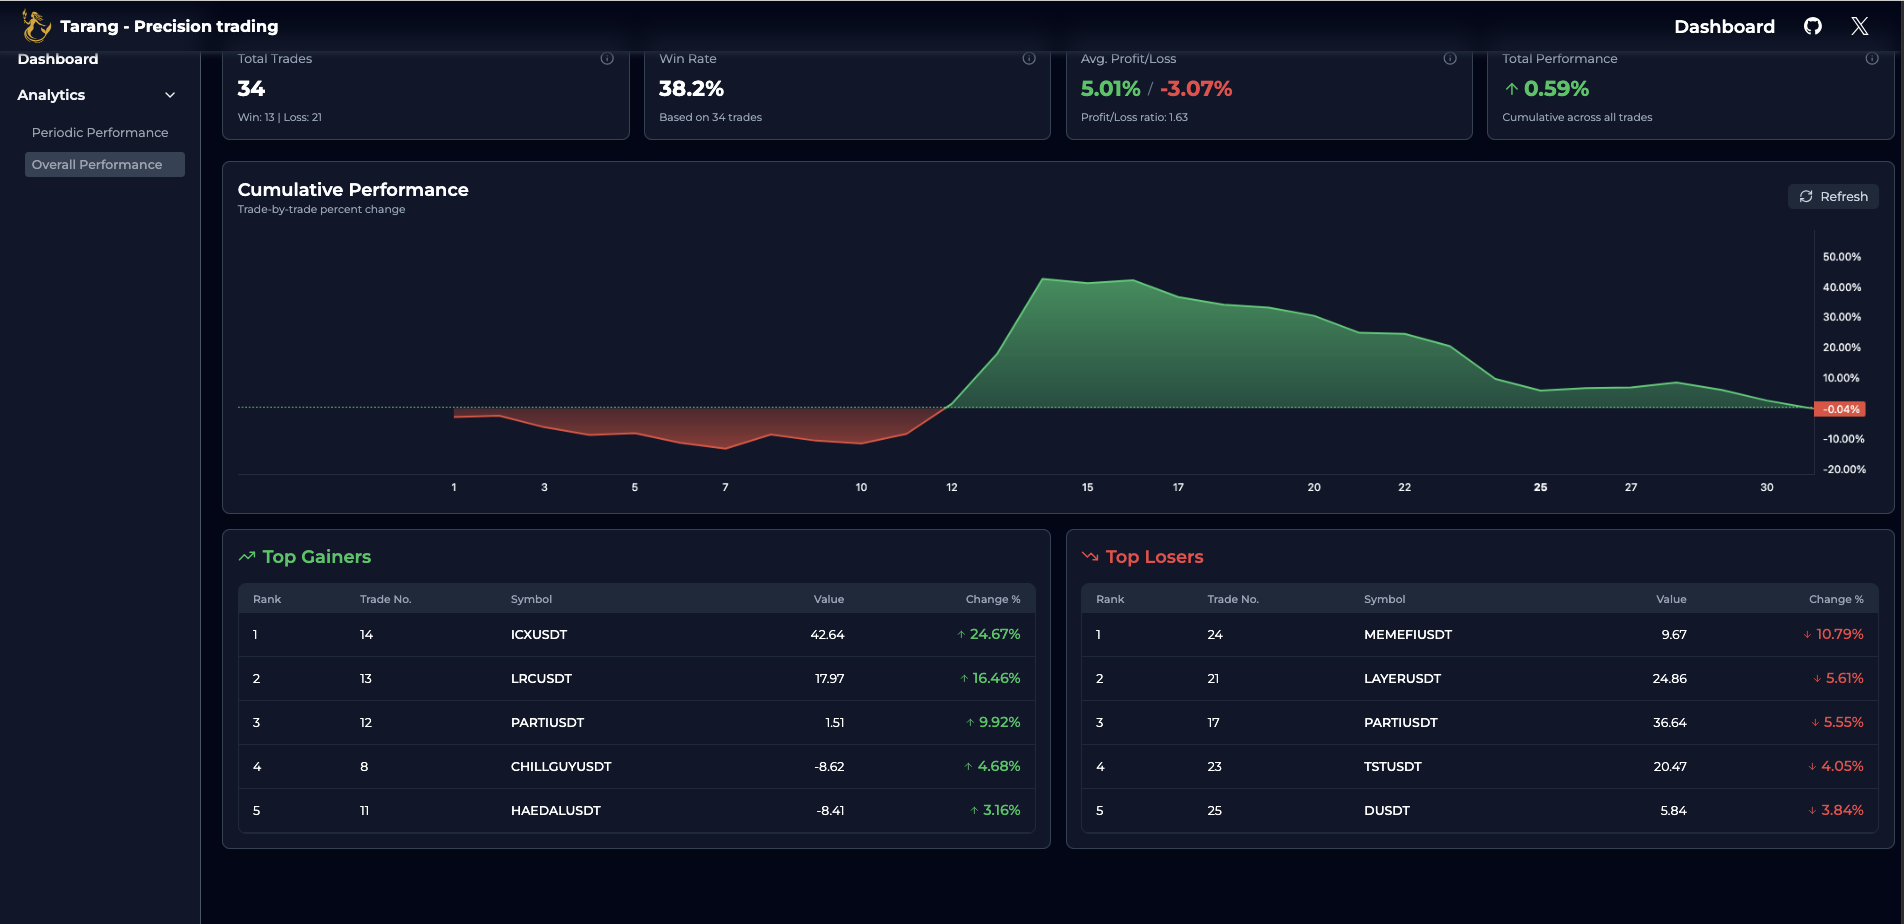 Tarang - Precision trading
Dashboard
Dashboard
Analytics
Periodic Performance
Overall Performance
Total Trades
34
Win: 13 | Loss: 21
Win Rate
38.2%
Based on 34 trades
Avg. Profit/Loss
5.01% / -3.07%
Profit/Loss ratio: 1.63
Total Performance
↑ 0.59%
Cumulative across all trades
Cumulative Performance
Trade-by-trade percent change
Refresh
50.00%
40.00%
30.00%
20.00%
10.00%
-0.04%
-10.00%
-20.00%
1 3 5 7 10 12 15 17 20 22 25 27 30
Top Gainers
Rank Trade No. Symbol Value Change %
1 14 ICXUSDT 42.64 ↑ 24.67%
2 13 LRCUSDT 17.97 ↑ 16.46%
3 12 PARTIUSDT 1.51 ↑ 9.92%
4 8 CHILLGUYUSDT -8.62 ↑ 4.68%
5 11 HAEDALUSDT -8.41 ↑ 3.16%
Top Losers
Rank Trade No. Symbol Value Change %
1 24 MEMEFIUSDT 9.67 ↓ 10.79%
2 21 LAYERUSDT 24.86 ↓ 5.61%
3 17 PARTIUSDT 36.64 ↓ 5.55%
4 23 TSTUSDT 20.47 ↓ 4.05%
5 25 DUSDT 5.84 ↓ 3.84%